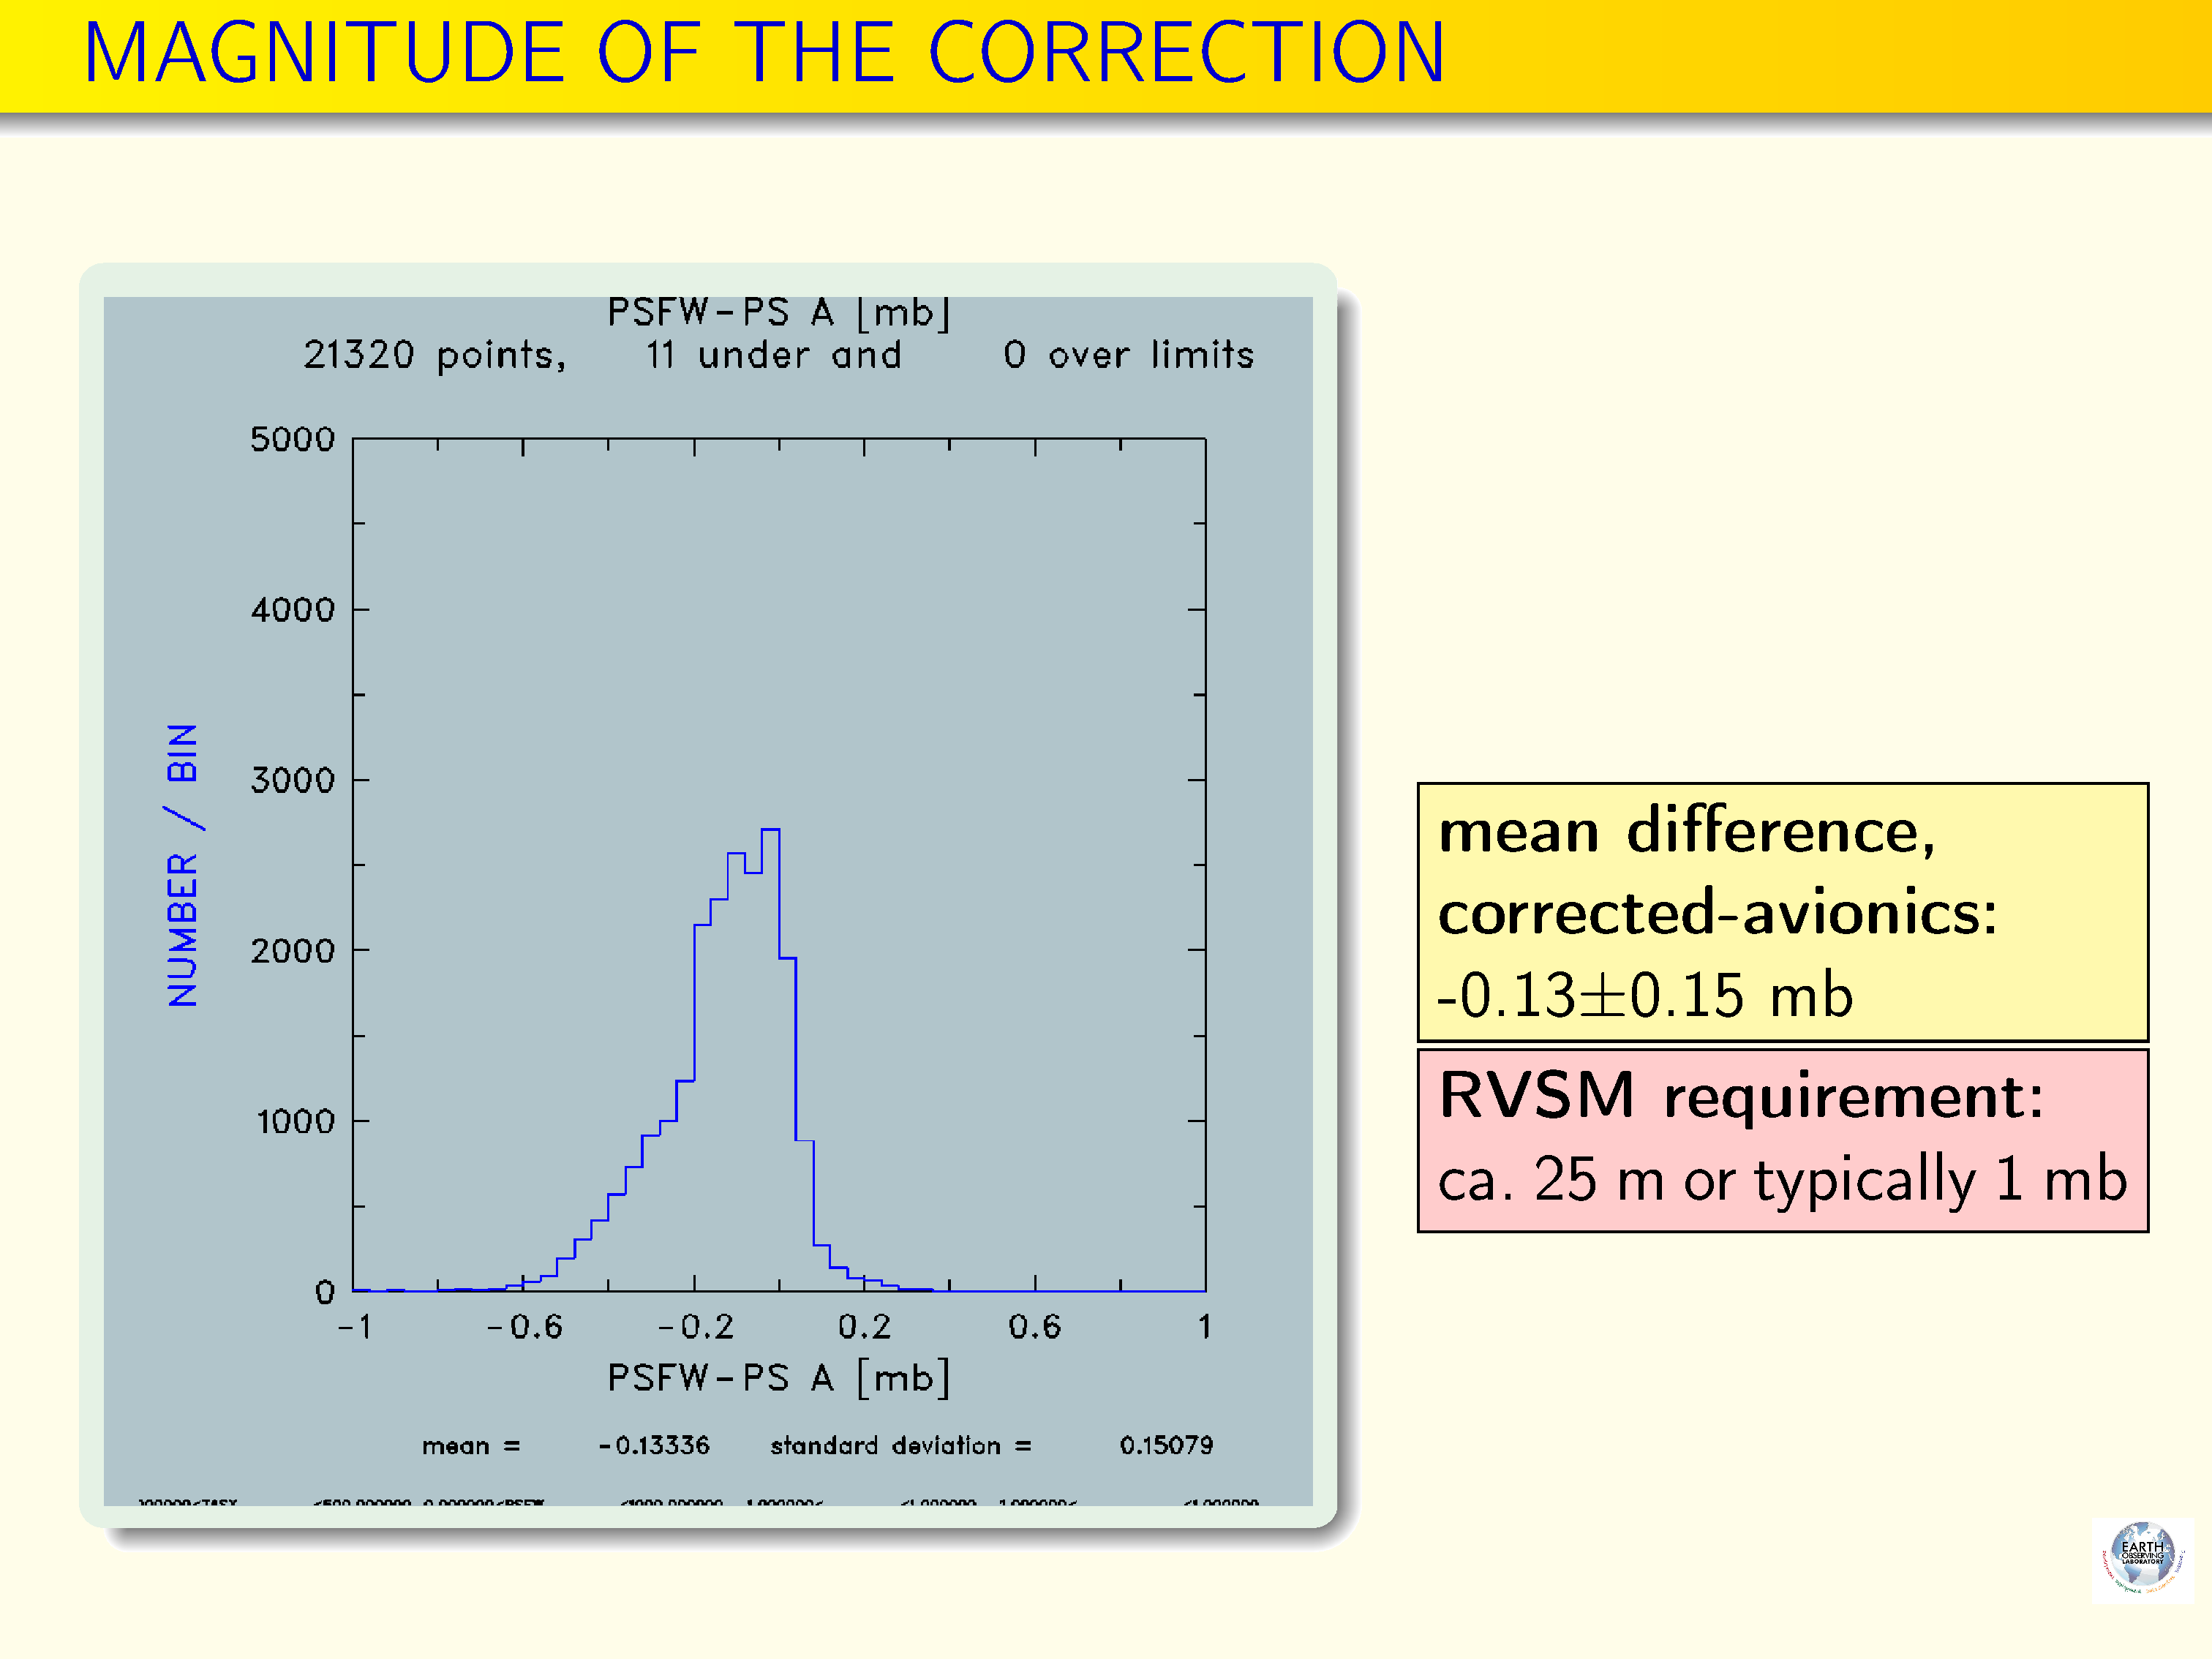 MAGNITUDE OF THE CORRECTION
PSFW-PS A [mb]
21320 points, 11 under and 0 over limits
5000
4000
3000
2000
1000
0
NUMBER / BIN
-1 -0.6 -0.2 0.2 0.6 1
PSFW-PS A [mb]
mean = -0.13336 standard deviation = 0.15079
mean difference,
corrected-avionics:
-0.13±0.15 mb
RVSM requirement:
ca. 25 m or typically 1 mb
EARTH
OBSERVING
LABORATORY